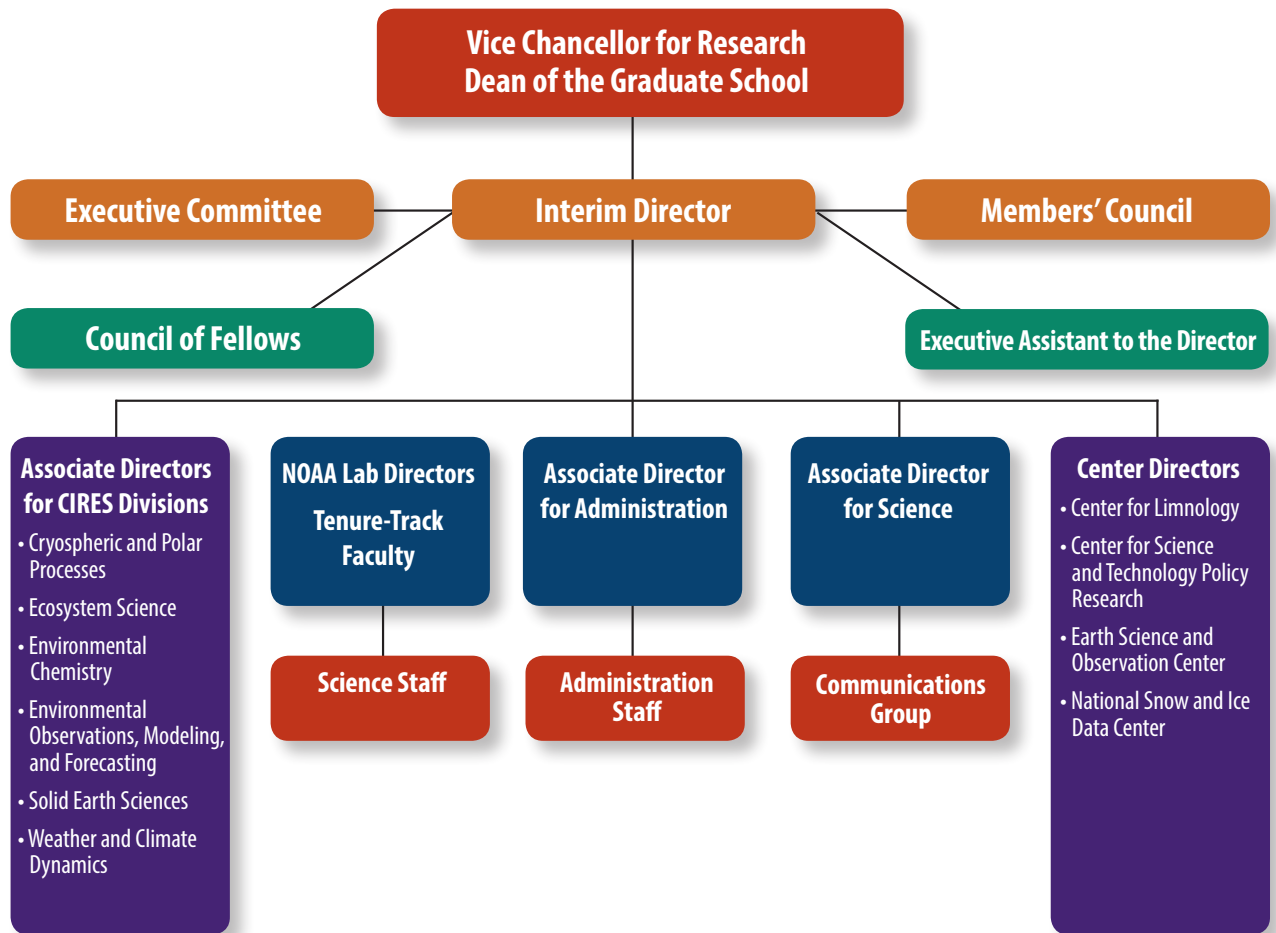 Vice Chancellor for Research
Dean of the Graduate School
Executive Committee
Interim Director
Members’ Council
Council of Fellows
Executive Assistant to the Director
Associate Directors
for CIRES Divisions
• Cryospheric and Polar
Processes
• Ecosystem Science
• Environmental
Chemistry
• Environmental
Observations, Modeling,
and Forecasting
• Solid Earth Sciences
• Weather and Climate
Dynamics
NOAA Lab Directors
Tenure-Track
Faculty
Science Staff
Associate Director
for Administration
Administration
Staff
Associate Director
for Science
Communications
Group
Center Directors
• Center for Limnology
• Center for Science
and Technology Policy
Research
• Earth Science and
Observation Center
• National Snow and Ice
Data Center